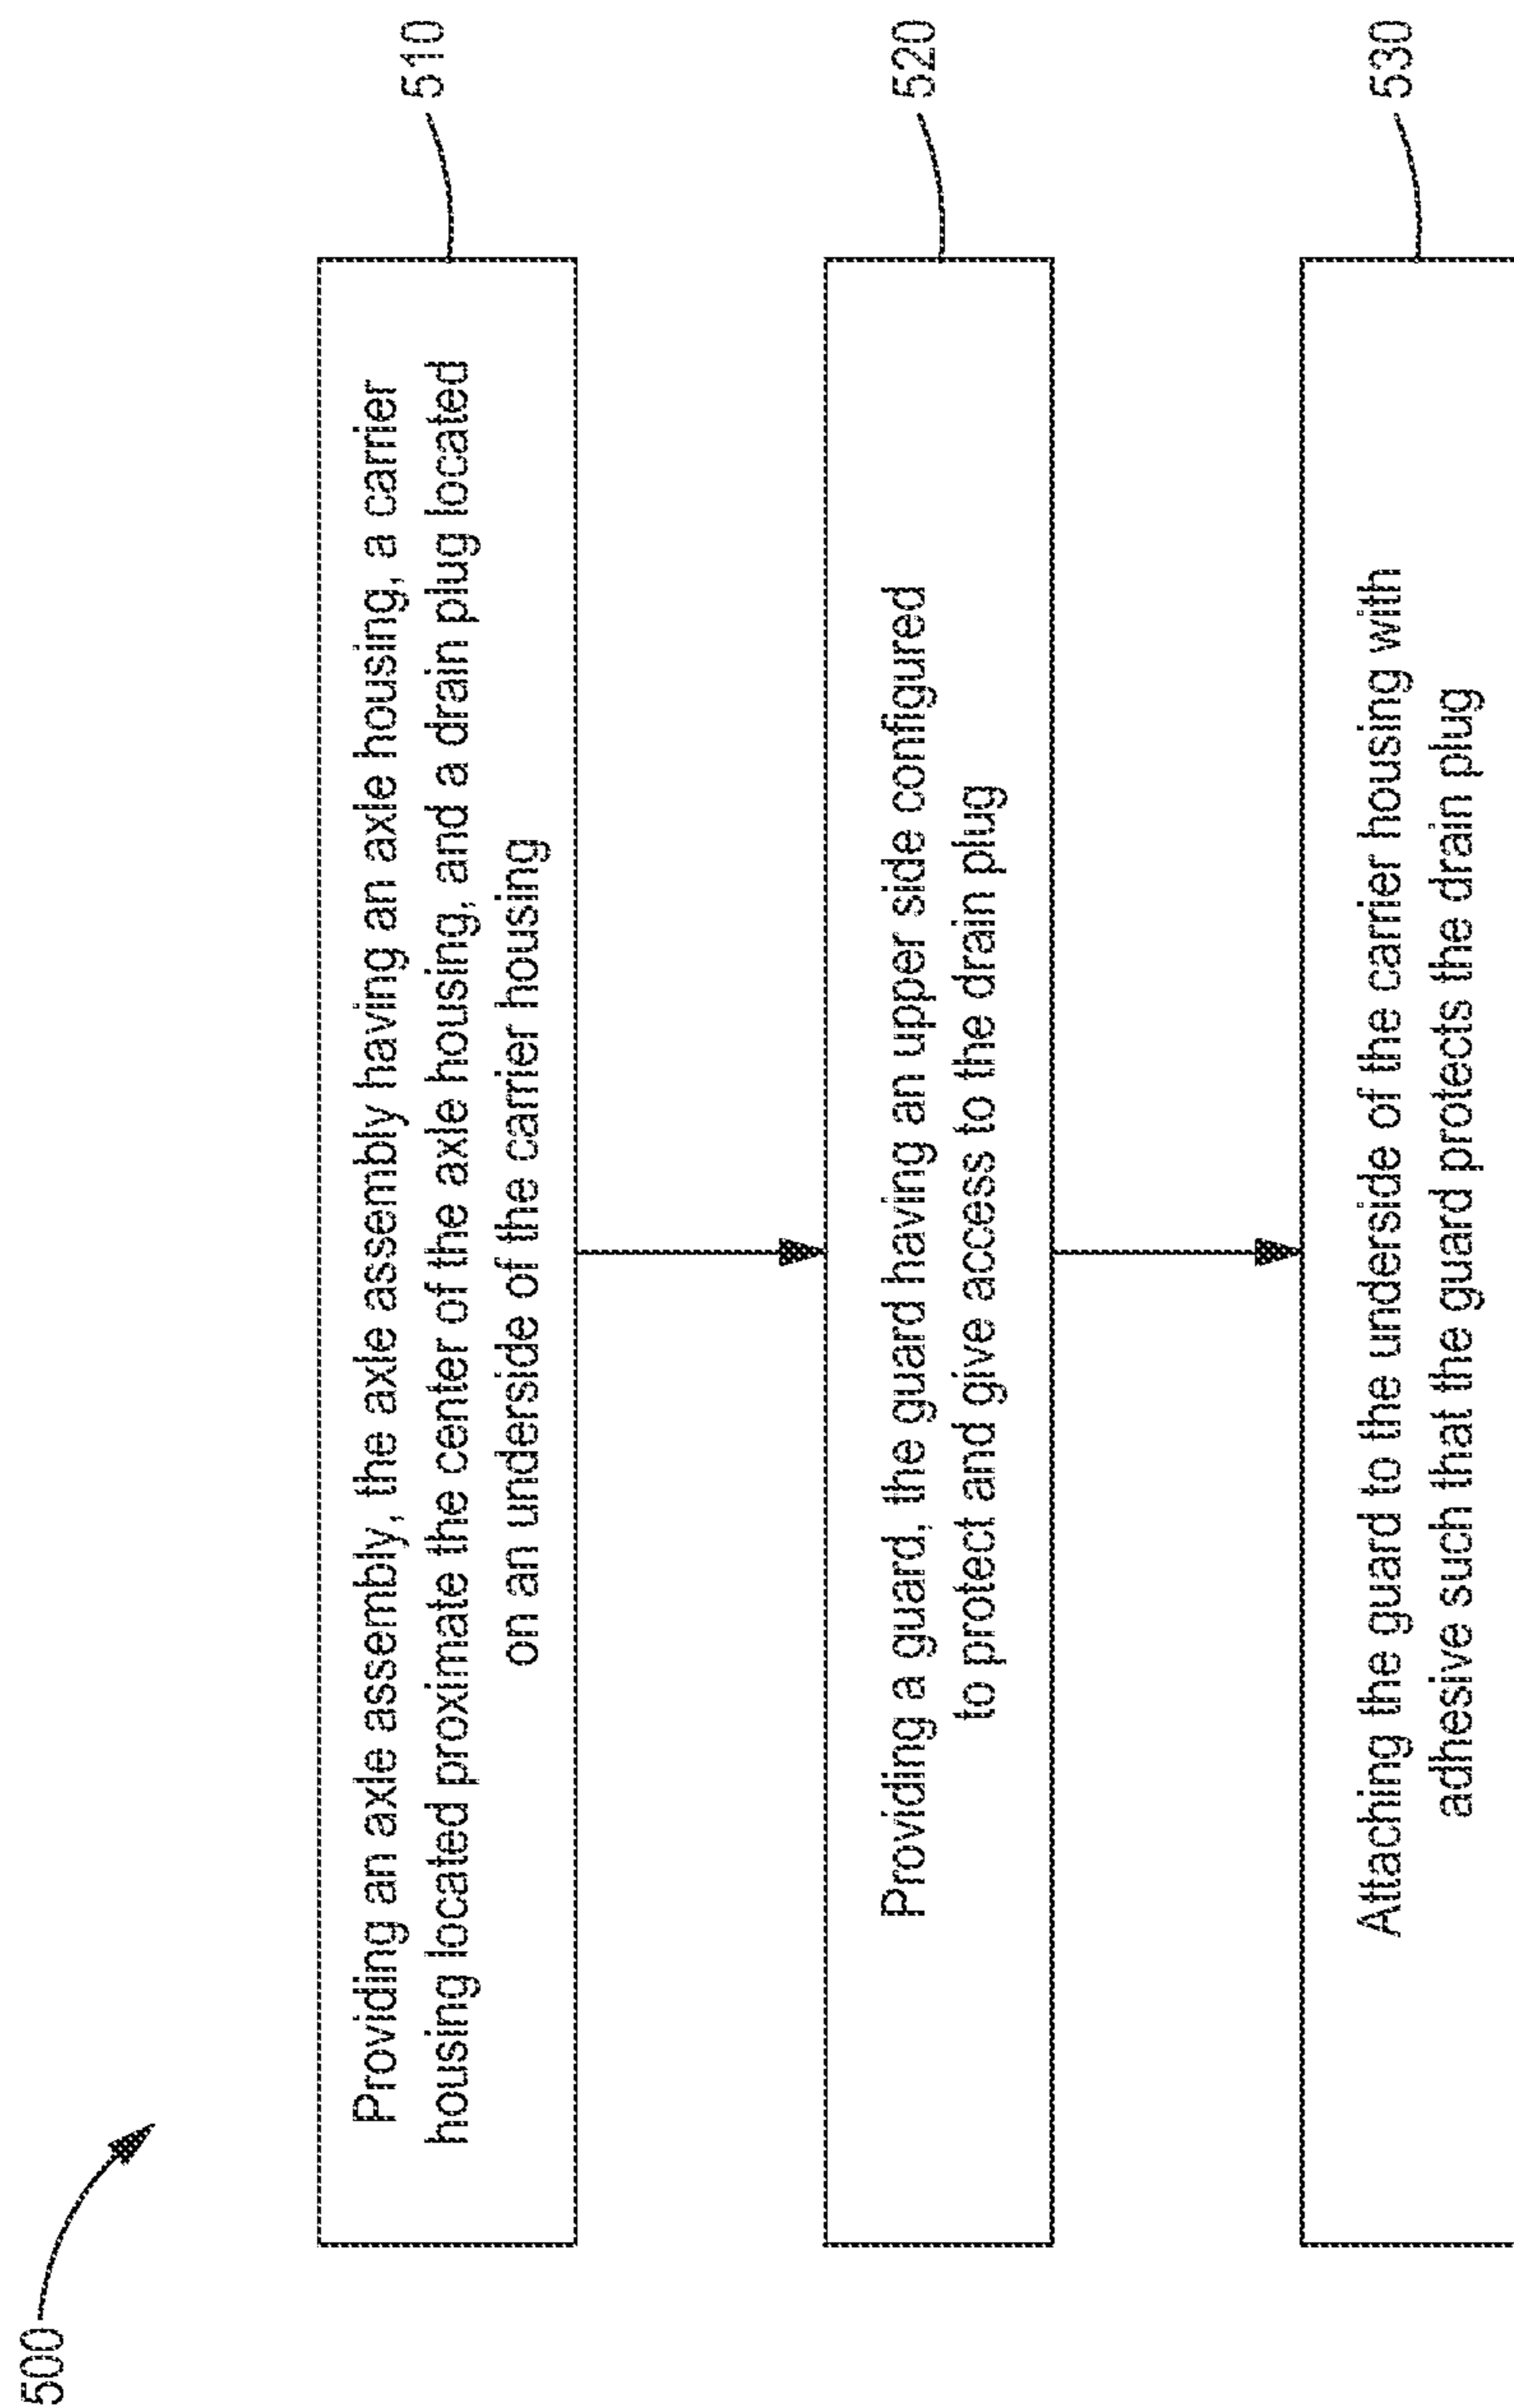 500
Providing an axle assembly, the axle assembly having an axle housing, a carrier
housing located proximate the center of the axle housing, and a drain plug located
on an underside of the carrier housing
510
Providing a guard, the guard having an upper side configured
to protect and give access to the drain plug
520
Attaching the guard to the underside of the carrier housing with
adhesive such that the guard protects the drain plug
530